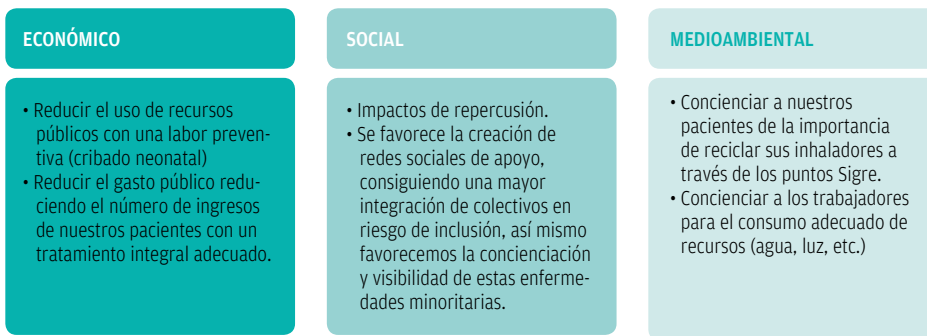 ECONÓMICO
• Reducir el uso de recursos
públicos con una labor preven-
tiva (cribado neonatal)
• Reducir el gasto público redu-
ciendo el número de ingresos
de nuestros pacientes con un
tratamiento integral adecuado.
SOCIAL
• Impactos de repercusión.
• Se favorece la creación de
redes sociales de apoyo,
consiguiendo una mayor
integración de colectivos en
riesgo de inclusión, así mismo
favorecemos la concienciación
y visibilidad de estas enferme-
dades minoritarias.
MEDIOAMBIENTAL
• Concienciar a nuestros
pacientes de la importancia
de reciclar sus inhaladores a
través de los puntos Sigre.
• Concienciar a los trabajadores
para el consumo adecuado de
recursos (agua, luz, etc.)